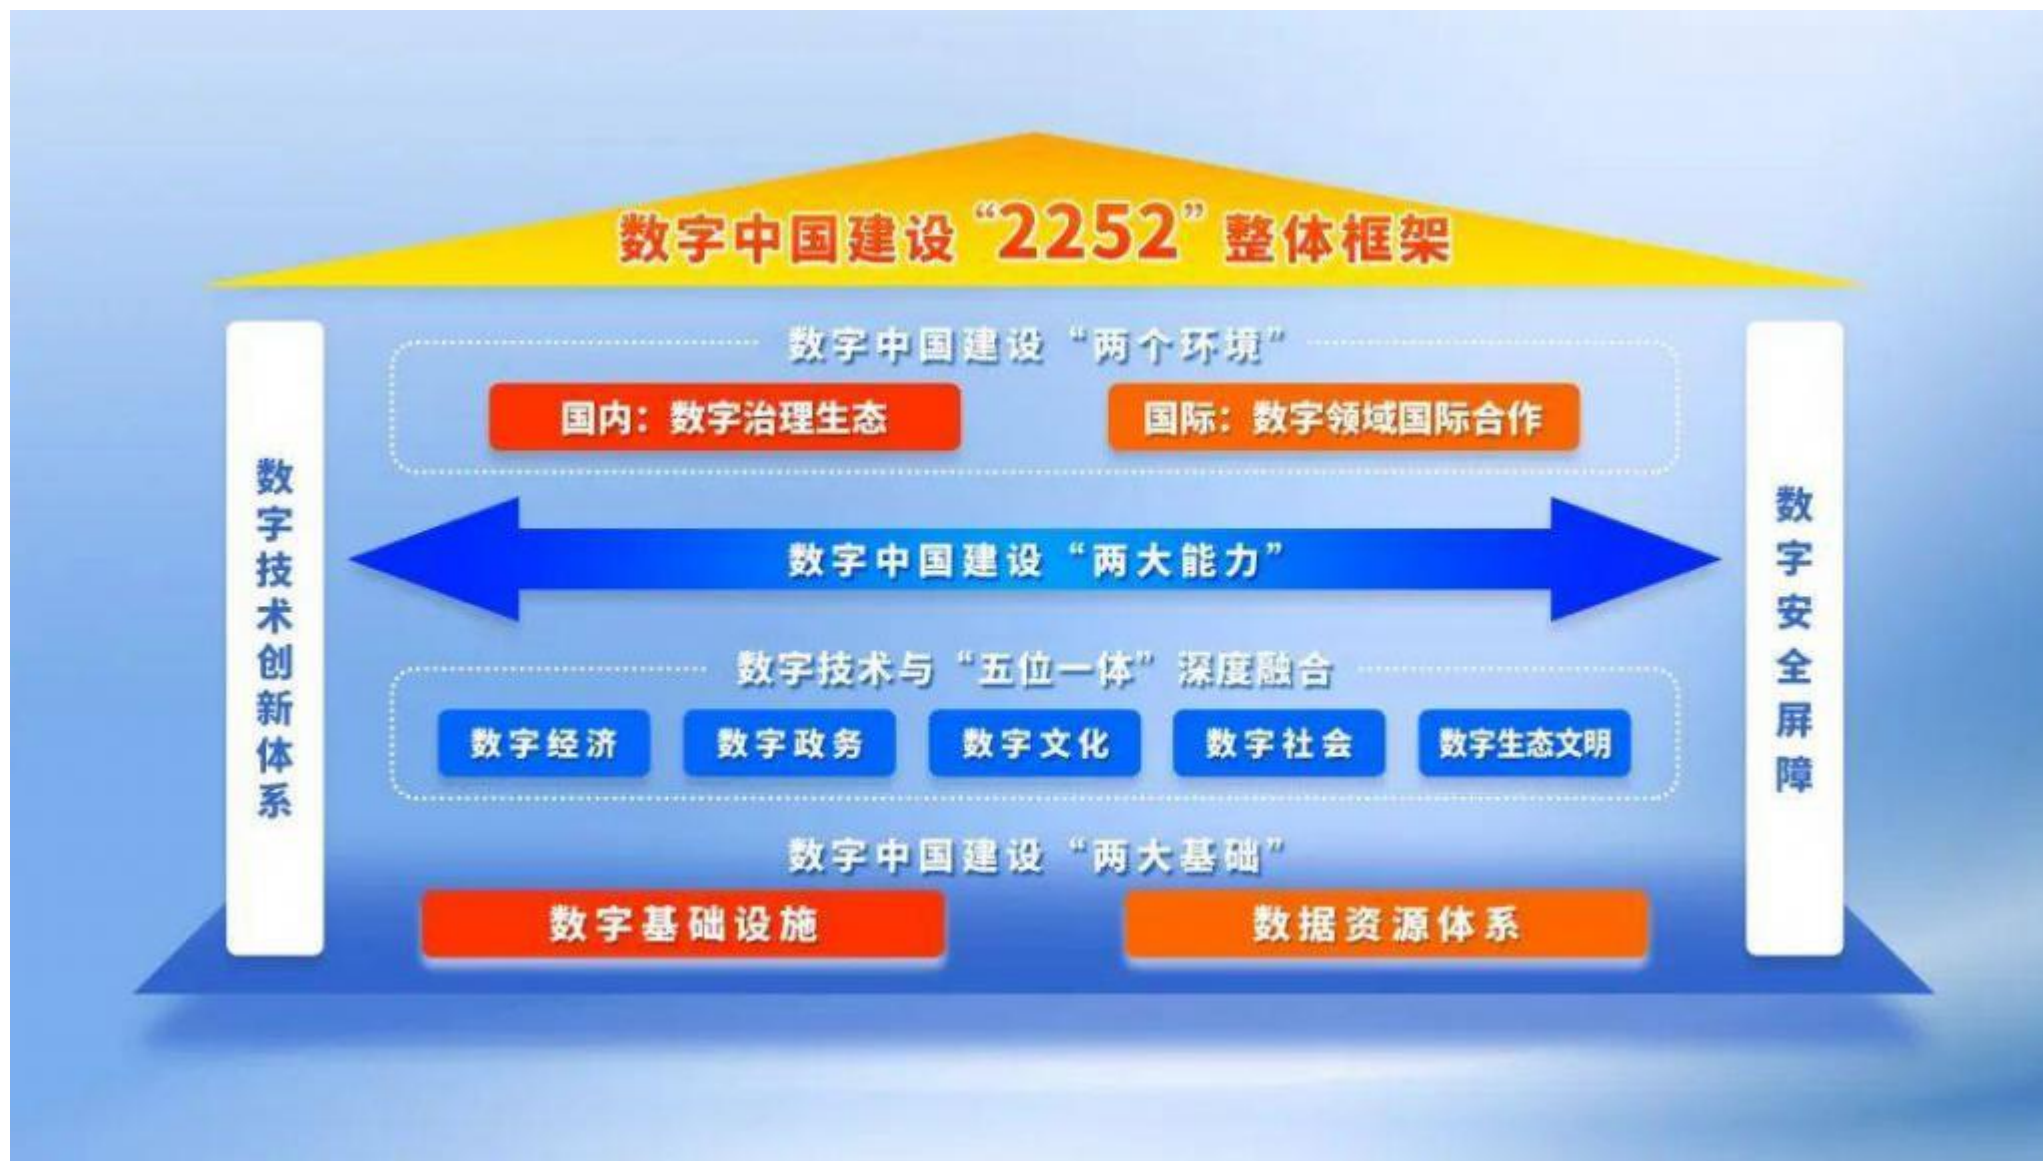 数字中国建设“2252”整体框架
数字中国建设“两个环境”
国内：数字治理生态
国际：数字领域国际合作
数字技术创新体系
数字中国建设“两大能力”
数字安全屏障
数字技术与“五位一体”深度融合
数字经济
数字政务
数字文化
数字社会
数字生态文明
数字中国建设“两大基础”
数字基础设施
数据资源体系